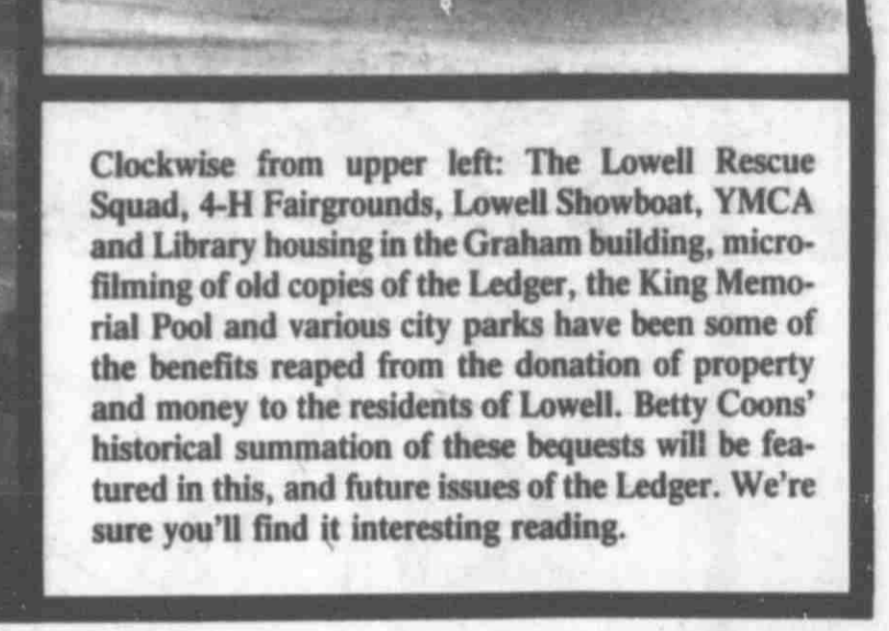 Clockwise from upper left: The Lowell Rescue
Squad, 4-H Fairgrounds, Lowell Showboat, YMCA
and Library housing in the Graham building, micro-
filming of old copies of the Ledger, the King Memo-
rial Pool and various city parks have been some of
the benefits reaped from the donation of property
and money to the residents of Lowell. Betty Coons'
historical summation of these bequests will be fea-
tured in this, and future issues of the Ledger. We're
sure you'll find it interesting reading.